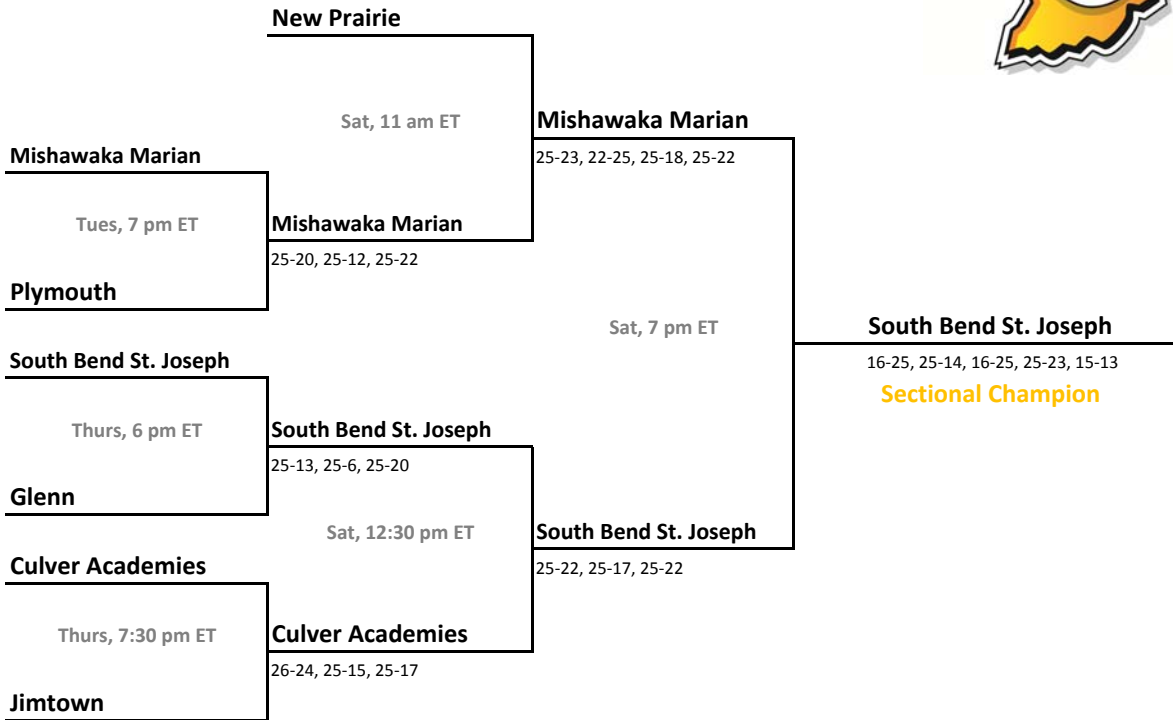 New Prairie
Sat, 11 am ET
Mishawaka Marian
Mishawaka Marian
25-23, 22-25, 25-18, 25-22
Tues, 7 pm ET
Mishawaka Marian
25-20, 25-12, 25-22
Plymouth
Sat, 7 pm ET
South Bend St. Joseph
South Bend St. Joseph
16-25, 25-14, 16-25, 25-23, 15-13
Sectional Champion
Thurs, 6 pm ET
South Bend St. Joseph
25-13, 25-6, 25-20
Glenn
Sat, 12:30 pm ET
South Bend St. Joseph
Culver Academies
25-22, 25-17, 25-22
Thurs, 7:30 pm ET
Culver Academies
26-24, 25-15, 25-17
Jimtown